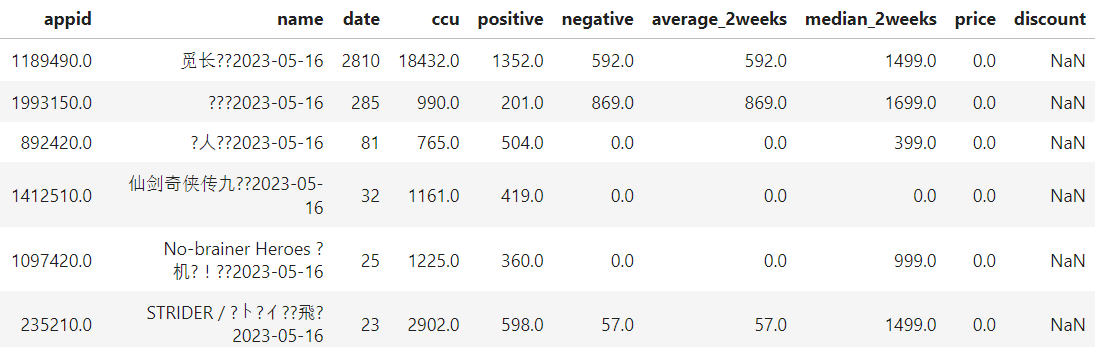 appid name date ccu positive negative average_2weeks median_2weeks price discount
1189490.0 觅长??2023-05-16 2810 18432.0 1352.0 592.0 592.0 1499.0 0.0 NaN
1993150.0 ???2023-05-16 285 990.0 201.0 869.0 869.0 1699.0 0.0 NaN
892420.0 ?人??2023-05-16 81 765.0 504.0 0.0 0.0 399.0 0.0 NaN
仙剑奇侠传九??2023-05-
1412510.0 16 32 1161.0 419.0 0.0 0.0 0.0 0.0 NaN
No-brainer Heroes ?
1097420.0 机?！??2023-05-16 25 1225.0 360.0 0.0 0.0 999.0 0.0 NaN
STRIDER / ?ト?イ??飛?
235210.0 2023-05-16 23 2902.0 598.0 57.0 57.0 1499.0 0.0 NaN